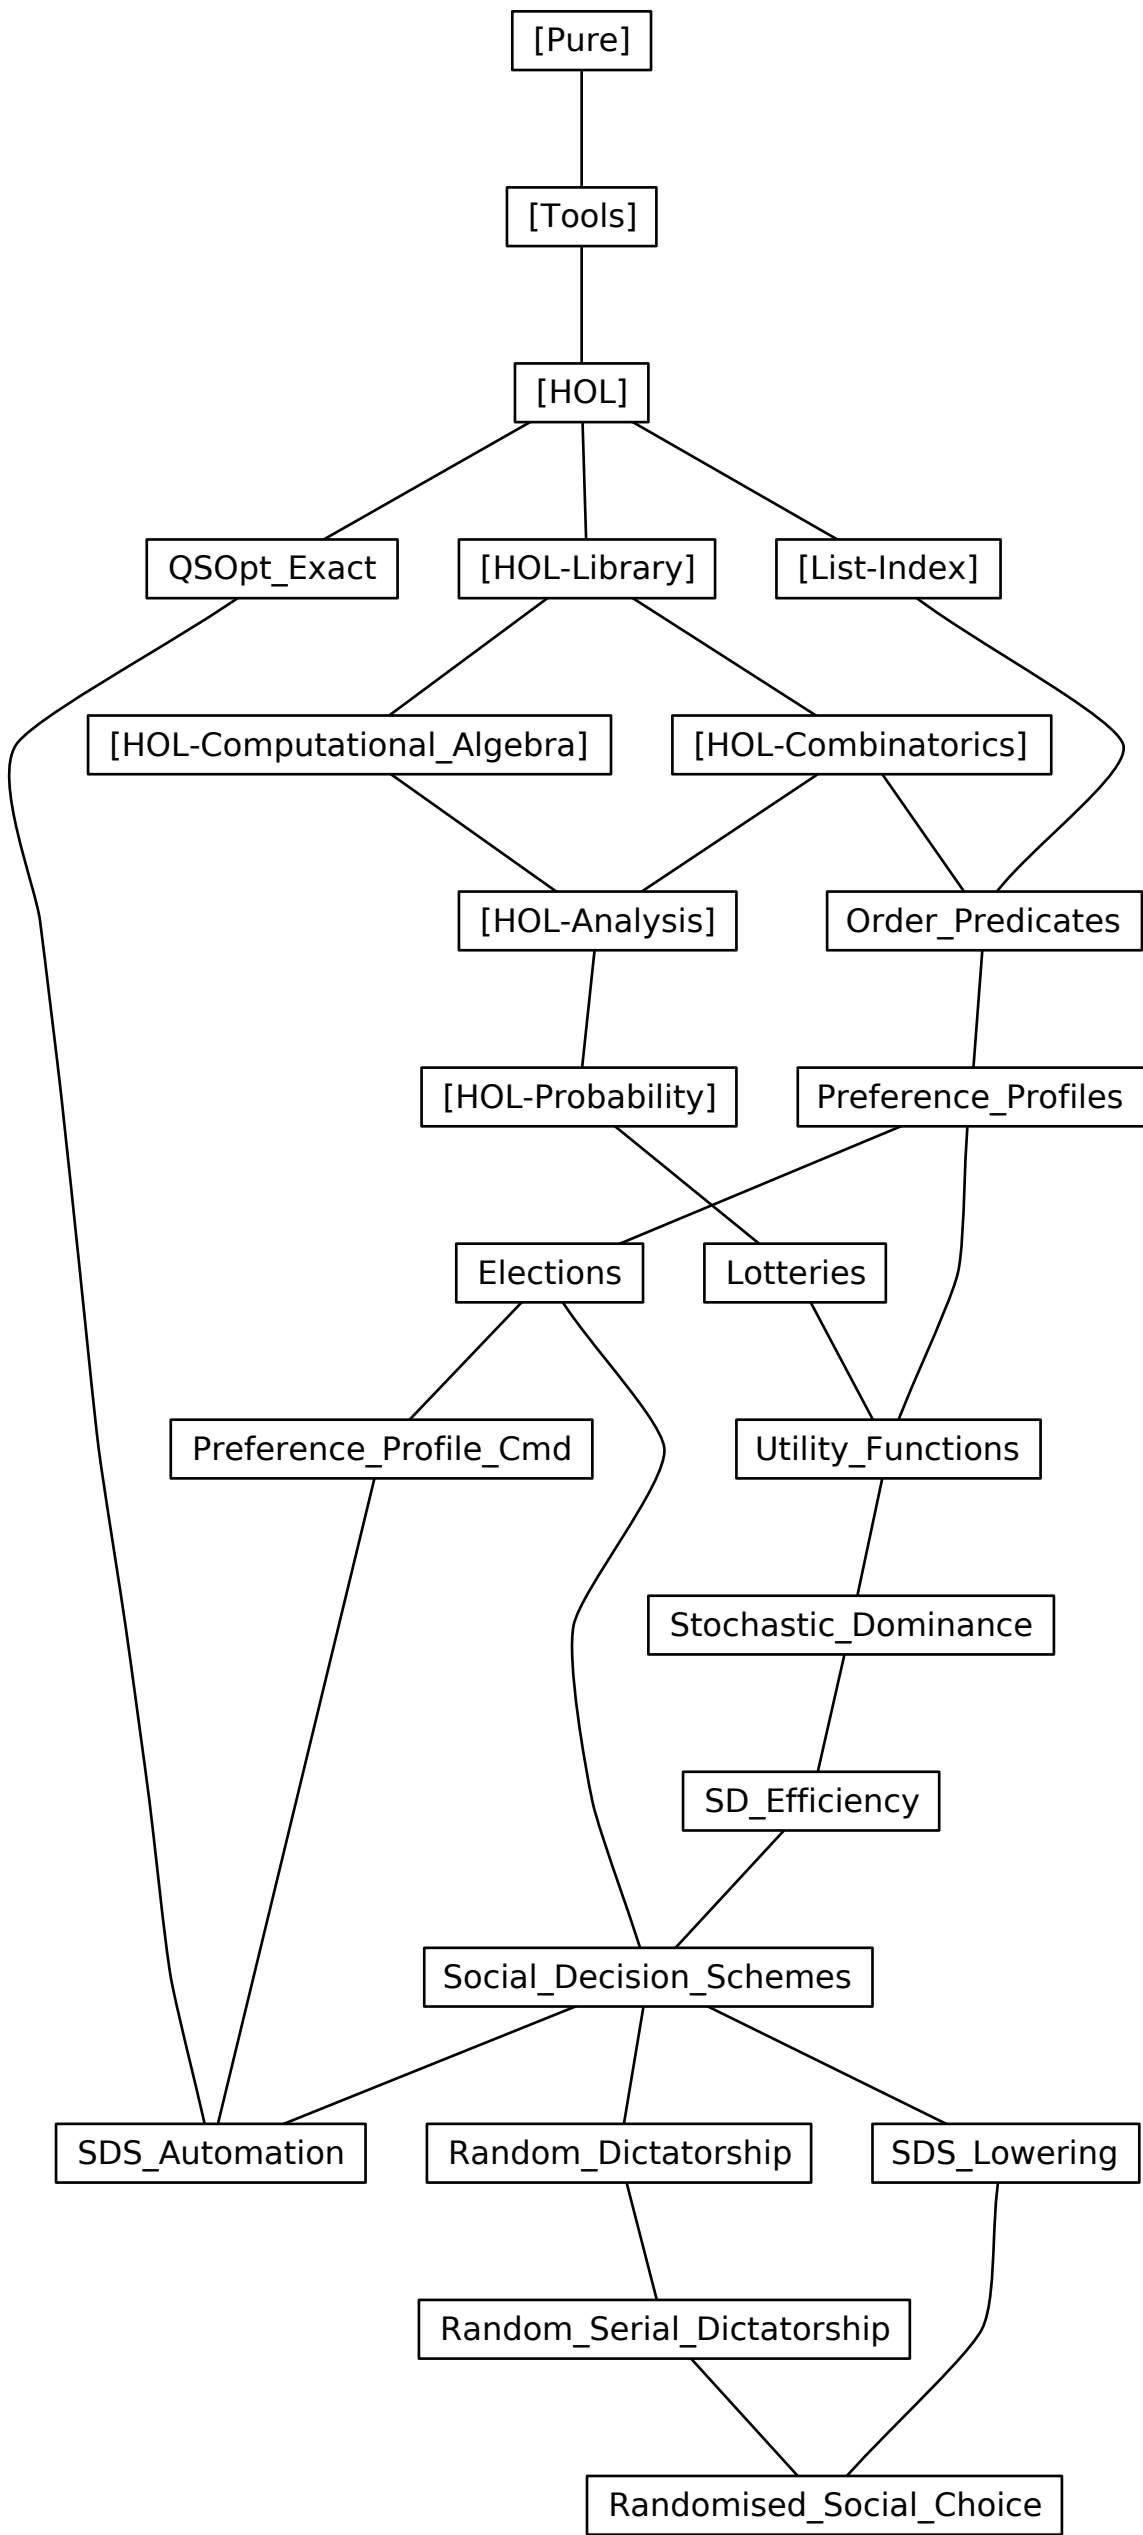 [Pure]
[Tools]
[HOL]
QSOpt_Exact
[HOL-Library]
[List-Index]
[HOL-Computational_Algebra]
[HOL-Combinatorics]
[HOL-Analysis]
Order_Predicates
[HOL-Probability]
Preference_Profiles
Elections
Lotteries
Preference_Profile_Cmd
Utility_Functions
Stochastic_Dominance
SD_Efficiency
Social_Decision_Schemes
SDS_Automation
Random_Dictatorship
SDS_Lowering
Random_Serial_Dictatorship
Randomised_Social_Choice